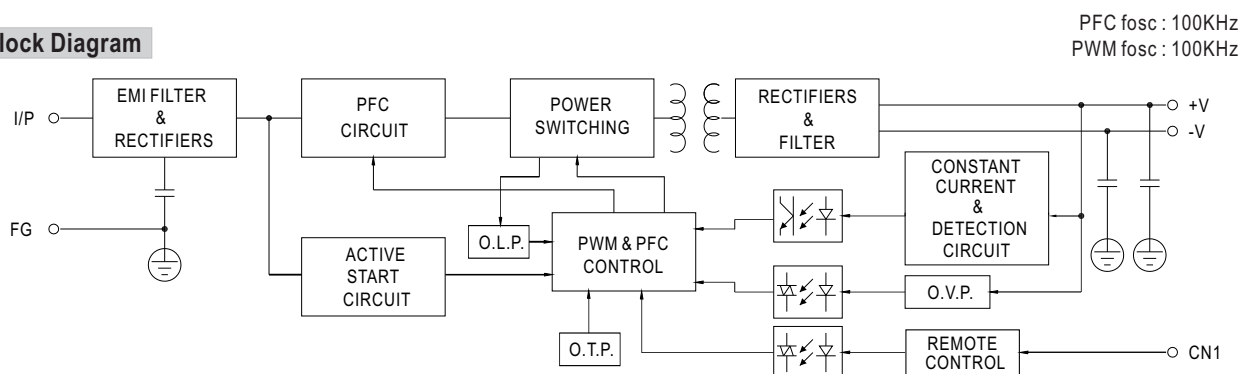 PFC fosc : 100KHz
lock Diagram
PWM fosc : 100KHz
I/P
EMI FILTER
&
RECTIFIERS
PFC
CIRCUIT
POWER
SWITCHING
RECTIFIERS
&
FILTER
+V
-V
FG
ACTIVE
START
CIRCUIT
O.L.P.
PWM & PFC
CONTROL
O.T.P.
CONSTANT
CURRENT
&
DETECTION
CIRCUIT
O.V.P.
REMOTE
CONTROL
CN1